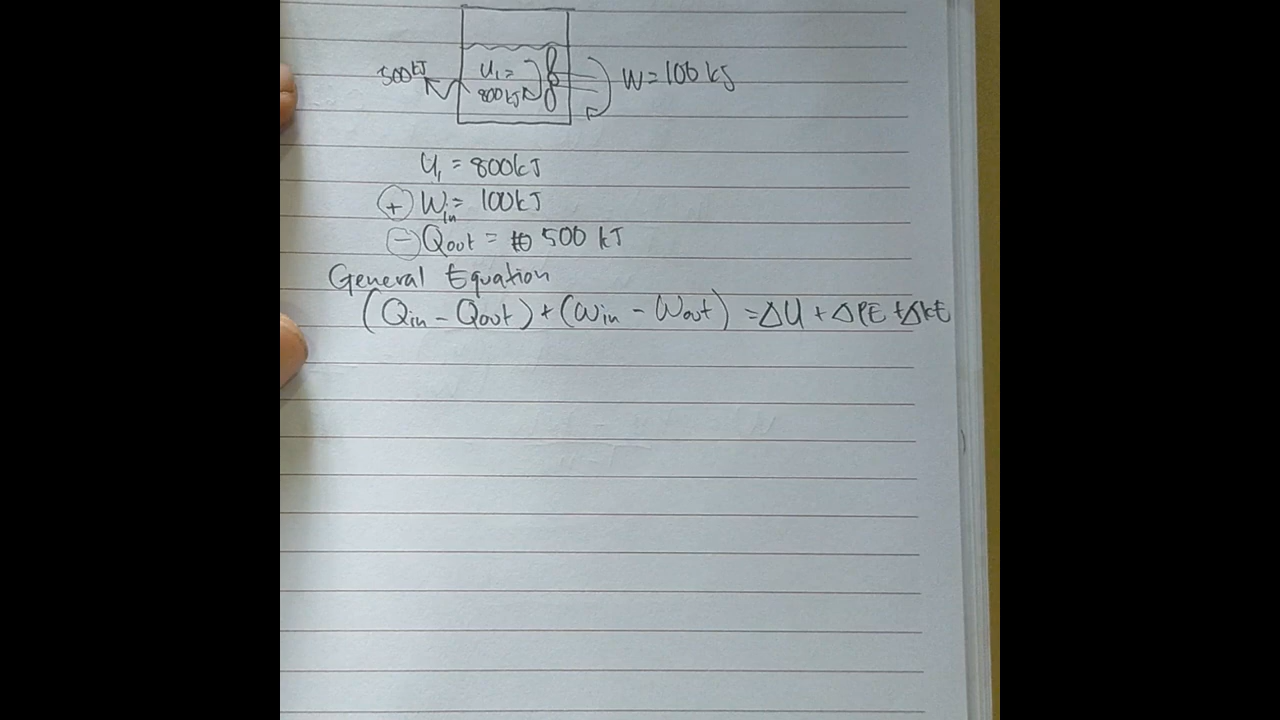 500kJ
U₁=
800kJ
W = 100 kJ
U₁ = 800kJ
(+) Win = 100kJ
(−) Qout = 500 kJ
General Equation
(Qin − Qout) + (Win − Wout) = ΔU + ΔPE + ΔKE